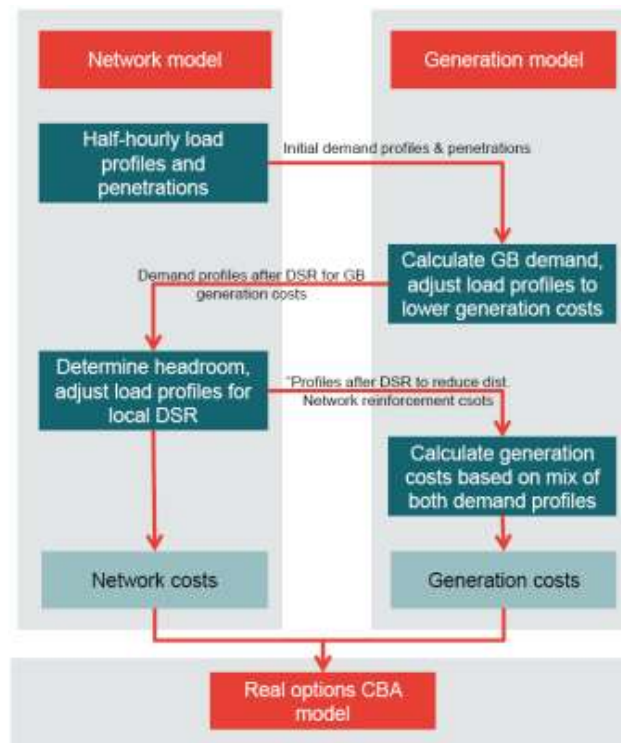 Network model
Generation model
Half-hourly load
profiles and
penetrations
Initial demand profiles & penetrations
Calculate GB demand,
adjust load profiles to
lower generation costs
Demand profiles after DSR for GB
generation costs
Determine headroom,
adjust load profiles for
local DSR
"Profiles after DSR to reduce dist.
Network reinforcement csots
Calculate generation
costs based on mix of
both demand profiles
Network costs
Generation costs
Real options CBA
model